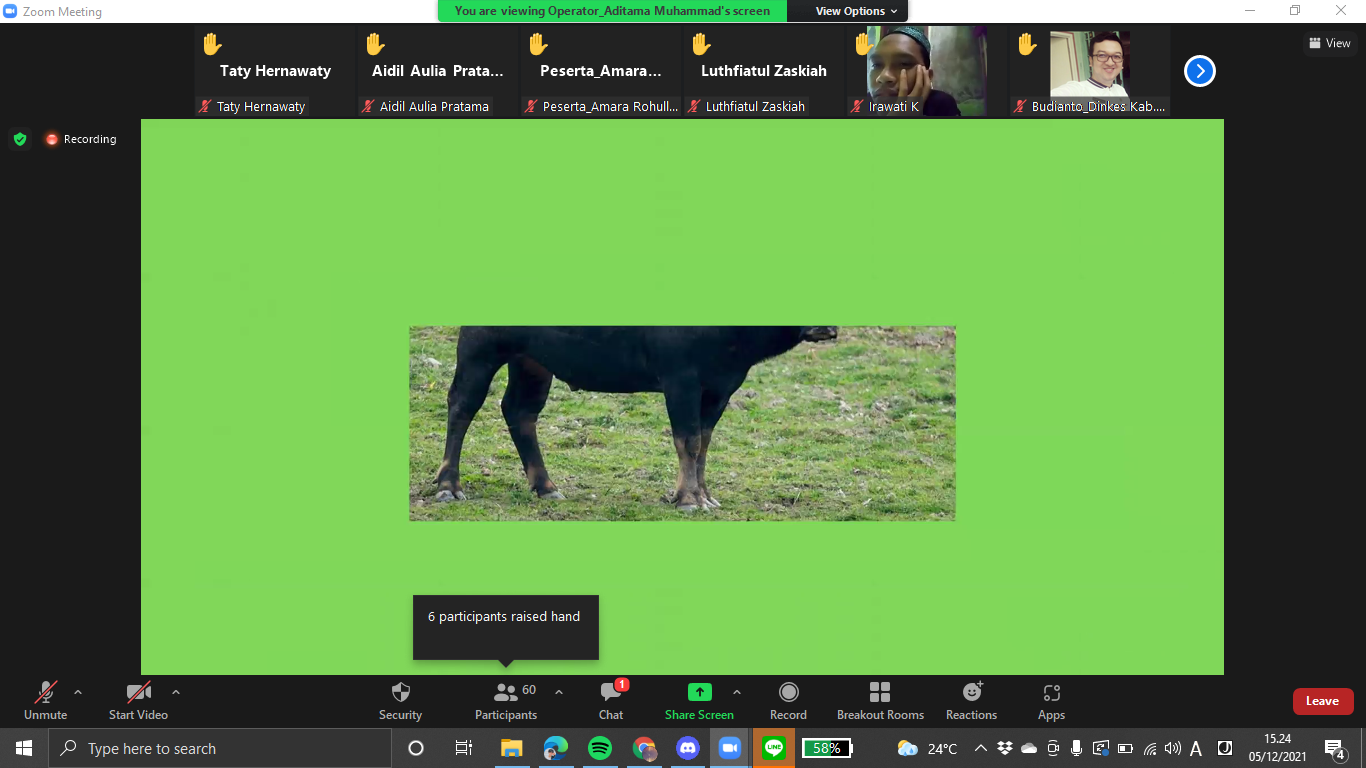 Zoom Meeting
You are viewing Operator_Aditama Muhammad's screen
View Options
View
Taty Hernawaty
Aidil Aulia Prata...
Peserta_Amara...
Luthfiatul Zaskiah
Taty Hernawaty
Aidil Aulia Pratama
Peserta_Amara Rohull...
Luthfiatul Zaskiah
Irawati K
Budianto_Dinkes Kab....
Recording
6 participants raised hand
Unmute
Start Video
Security
Participants
60
Chat
1
Share Screen
Record
Breakout Rooms
Reactions
Apps
Leave
Type here to search
LINE
58%
24°C
A
J
15.24
05/12/2021
4